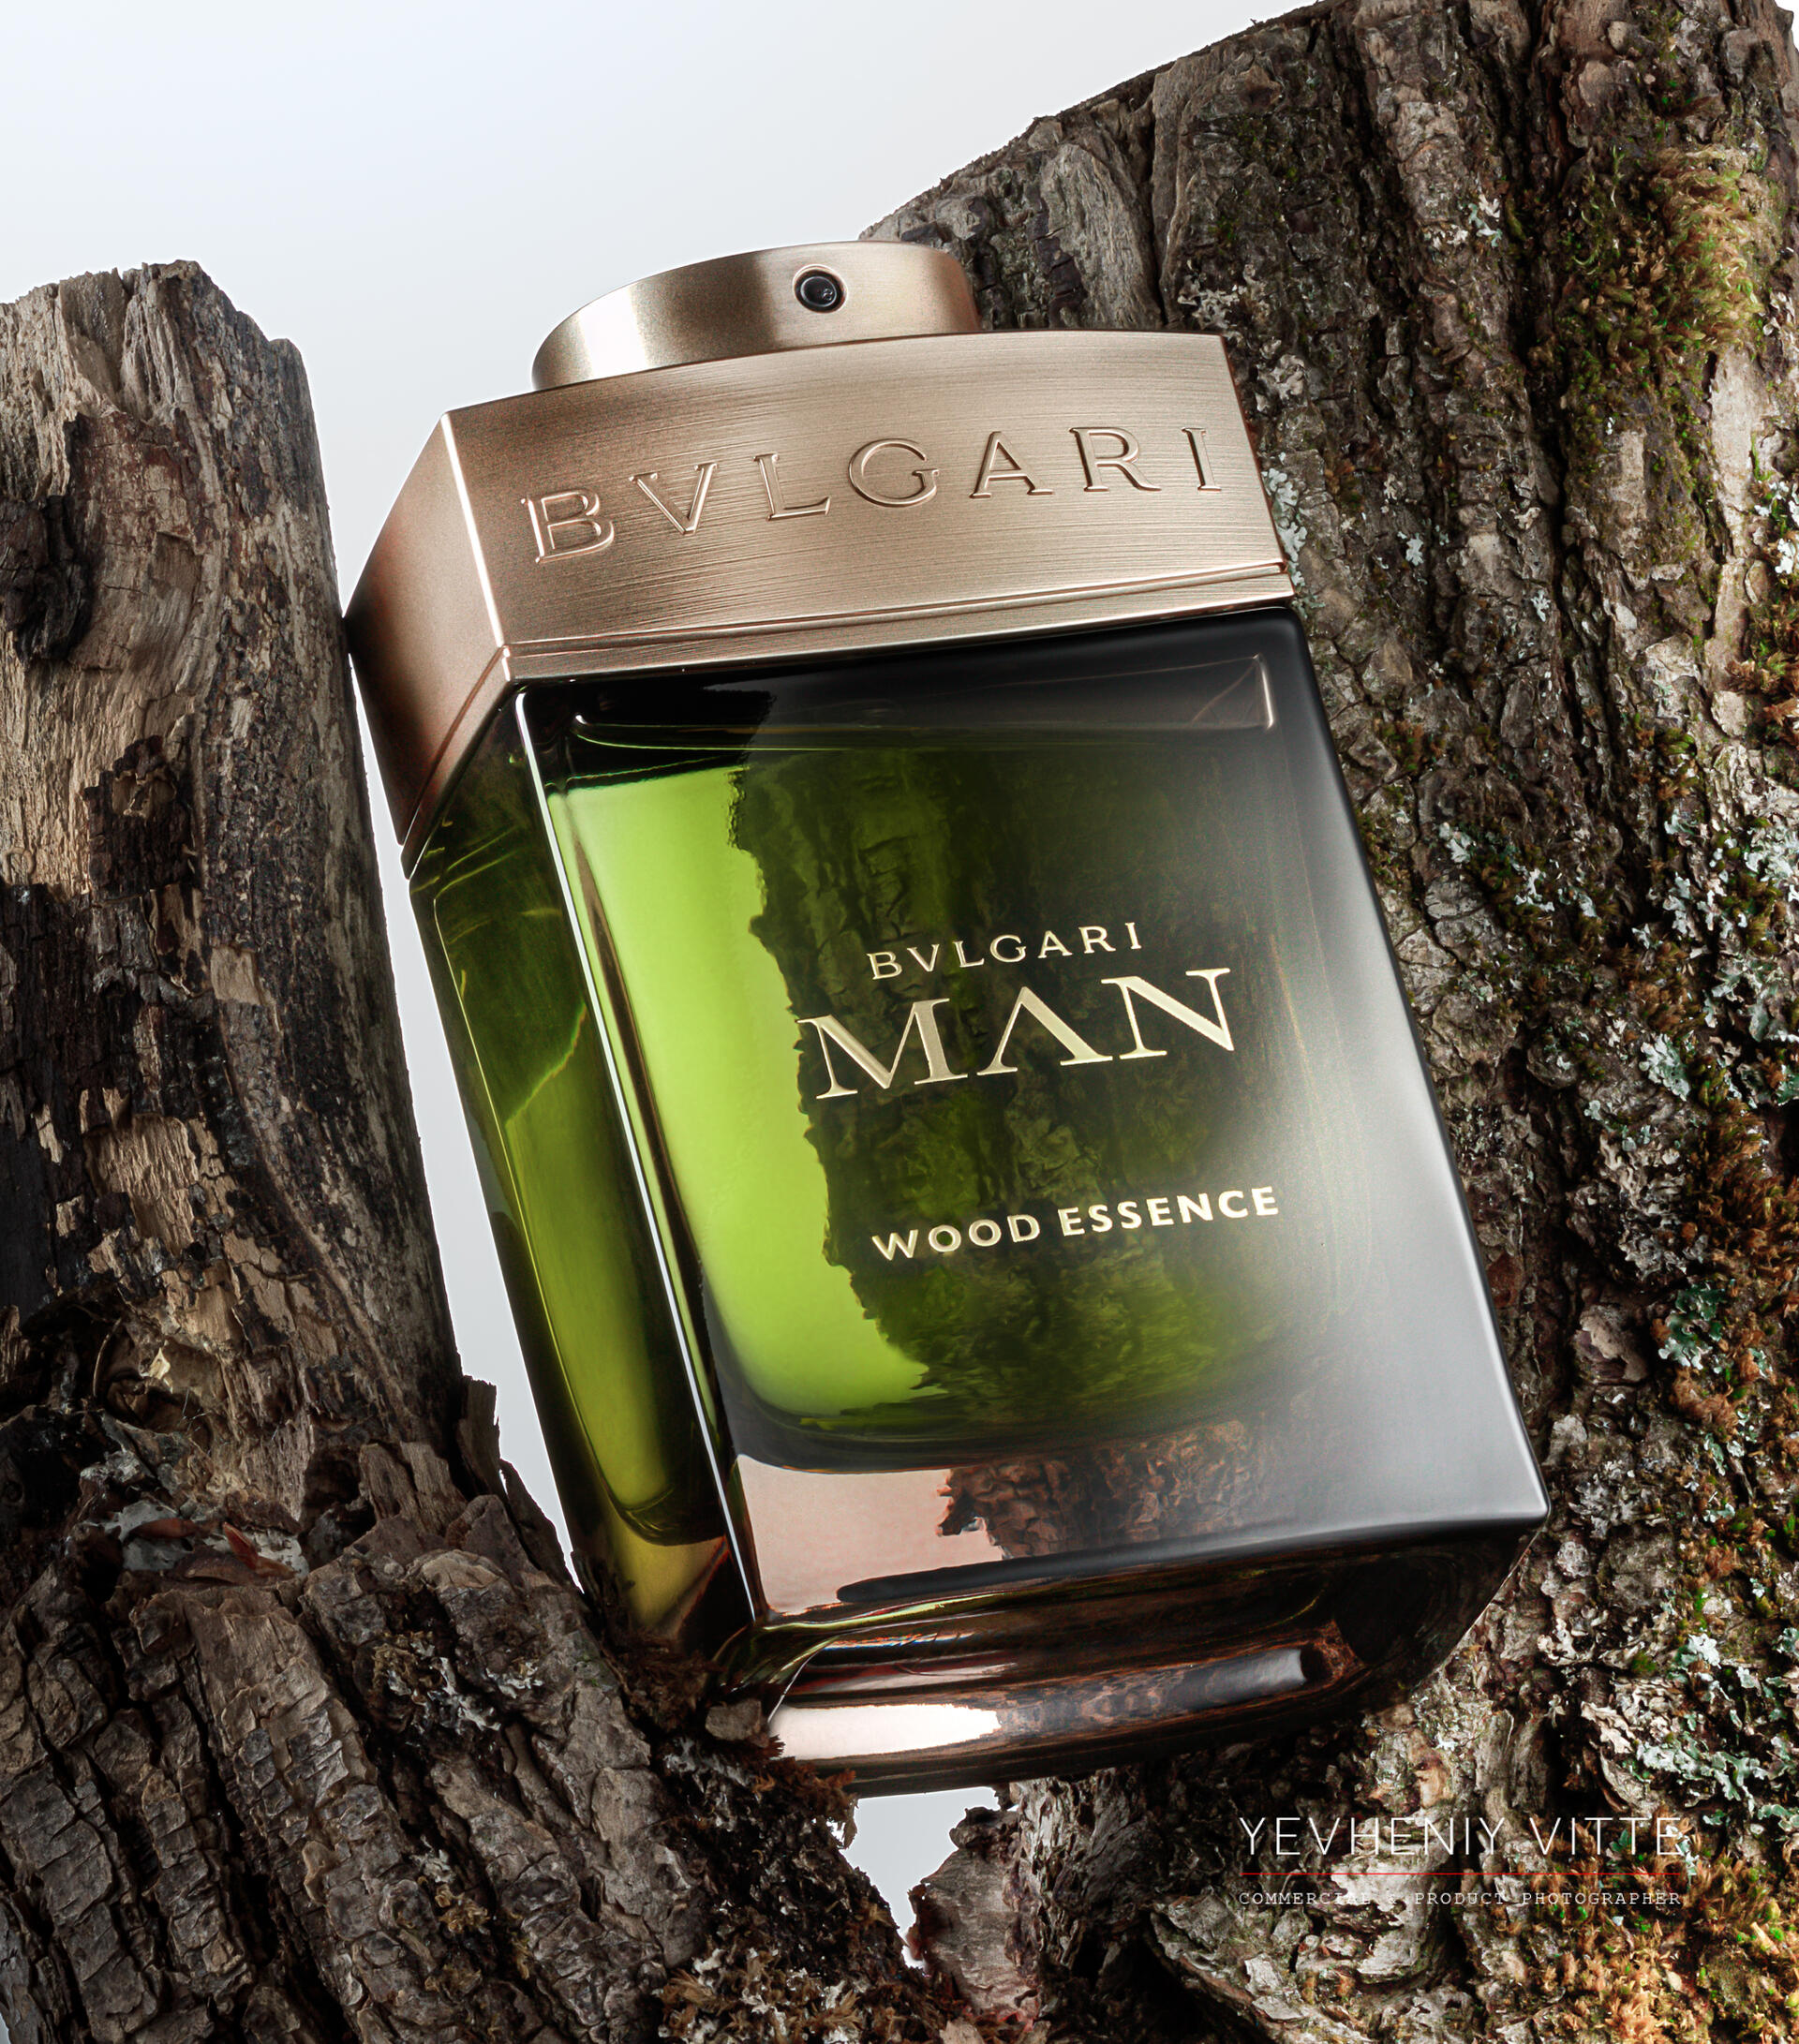 BVLGARI
BVLGARI
MAN
WOOD ESSENCE
YEVHENIY VITTE
COMMERCIAL & PRODUCT PHOTOGRAPHER